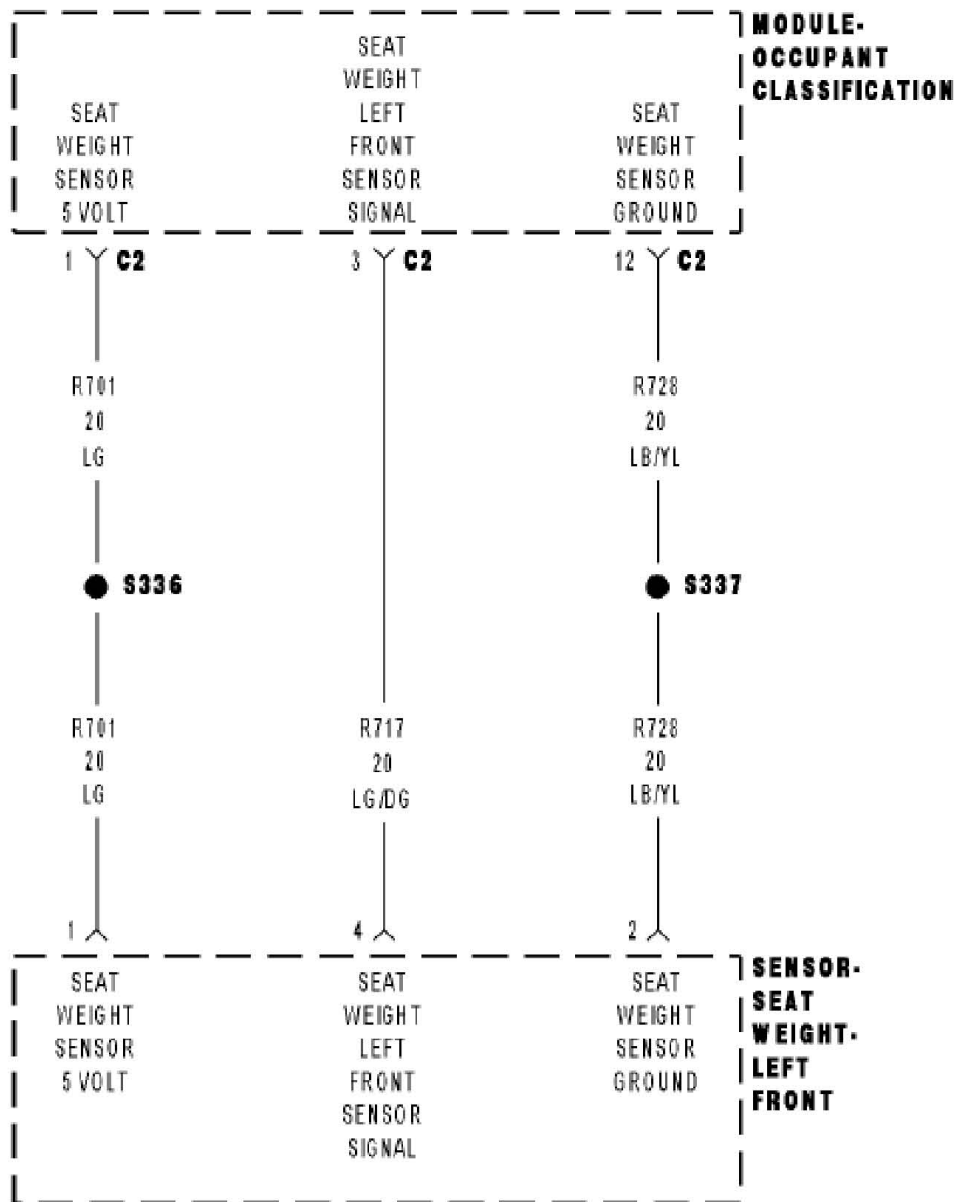 MODULE-
OCCUPANT
CLASSIFICATION
SEAT
WEIGHT
SENSOR
5 VOLT
SEAT
WEIGHT
LEFT
FRONT
SENSOR
SIGNAL
SEAT
WEIGHT
SENSOR
GROUND
1 C2
3 C2
12 C2
R701
20
LG
R728
20
LB/YL
S336
S337
R701
20
LG
R717
20
LG/DG
R728
20
LB/YL
1
4
2
SEAT
WEIGHT
SENSOR
5 VOLT
SEAT
WEIGHT
LEFT
FRONT
SENSOR
SIGNAL
SEAT
WEIGHT
SENSOR
GROUND
SENSOR-
SEAT
WEIGHT-
LEFT
FRONT